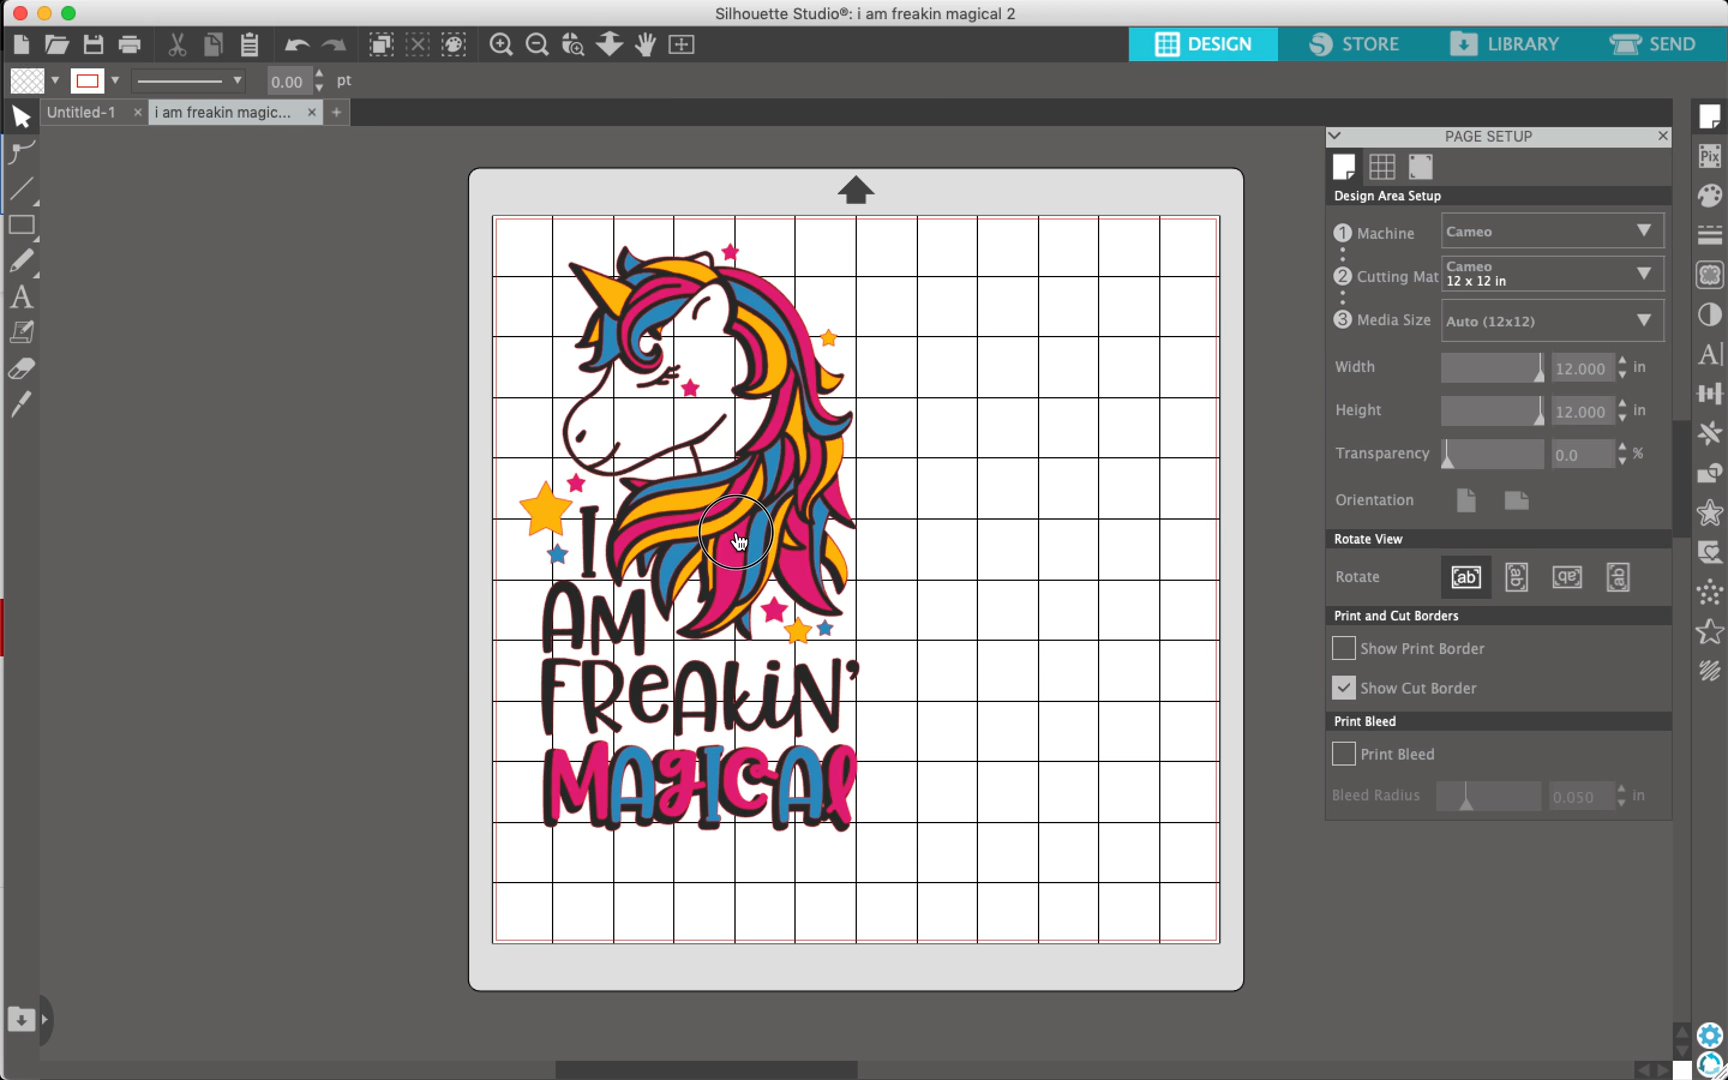 Silhouette Studio®: i am freakin magical 2
DESIGN
STORE
LIBRARY
SEND
0.00
pt
Untitled-1 ×
i am freakin magic... ×
+
PAGE SETUP
Pix
Design Area Setup
1 Machine
Cameo
2 Cutting Mat
Cameo
12 x 12 in
3 Media Size
Auto (12x12)
Width
12.000
in
Height
12.000
in
Transparency
0.0
%
Orientation
Rotate View
Rotate
ab
ab
ab
ab
Print and Cut Borders
Show Print Border
Show Cut Border
Print Bleed
Print Bleed
Bleed Radius
0.050
in
A
A
I
AM
FREAKIN'
MAGICAL